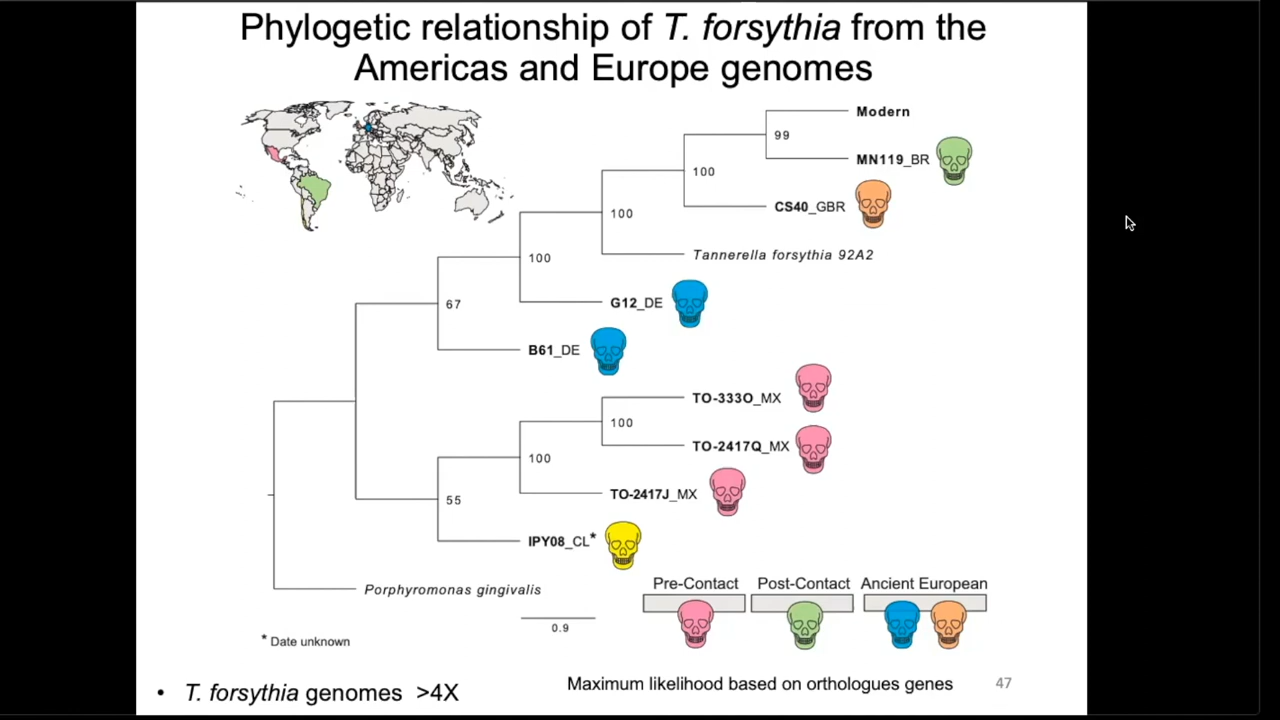 Phylogetic relationship of T. forsythia from the
Americas and Europe genomes
Modern
99
MN119_BR
100
CS40_GBR
100
Tannerella forsythia 92A2
100
G12_DE
67
B61_DE
TO-333O_MX
100
TO-2417Q_MX
100
TO-2417J_MX
55
IPY08_CL*
Porphyromonas gingivalis
Pre-Contact Post-Contact Ancient European
0.9
* Date unknown
• T. forsythia genomes >4X
Maximum likelihood based on orthologues genes
47